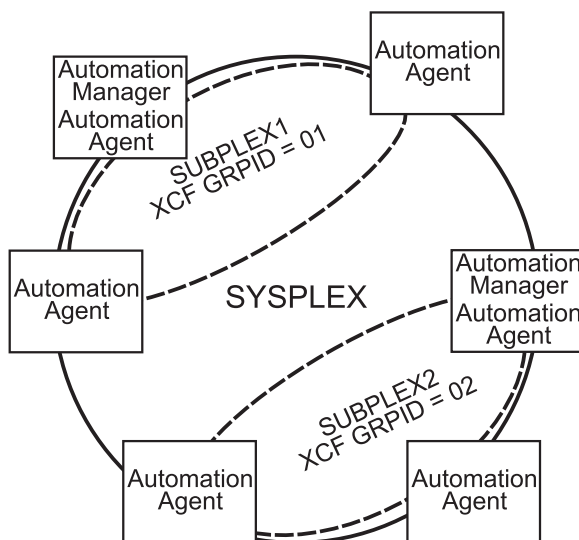 Automation
Agent
Automation
Manager
Automation
Agent
SUBPLEX1
XCF GRPID = 01
Automation
Agent
SYSPLEX
Automation
Manager
Automation
Agent
SUBPLEX2
XCF GRPID = 02
Automation
Agent
Automation
Agent